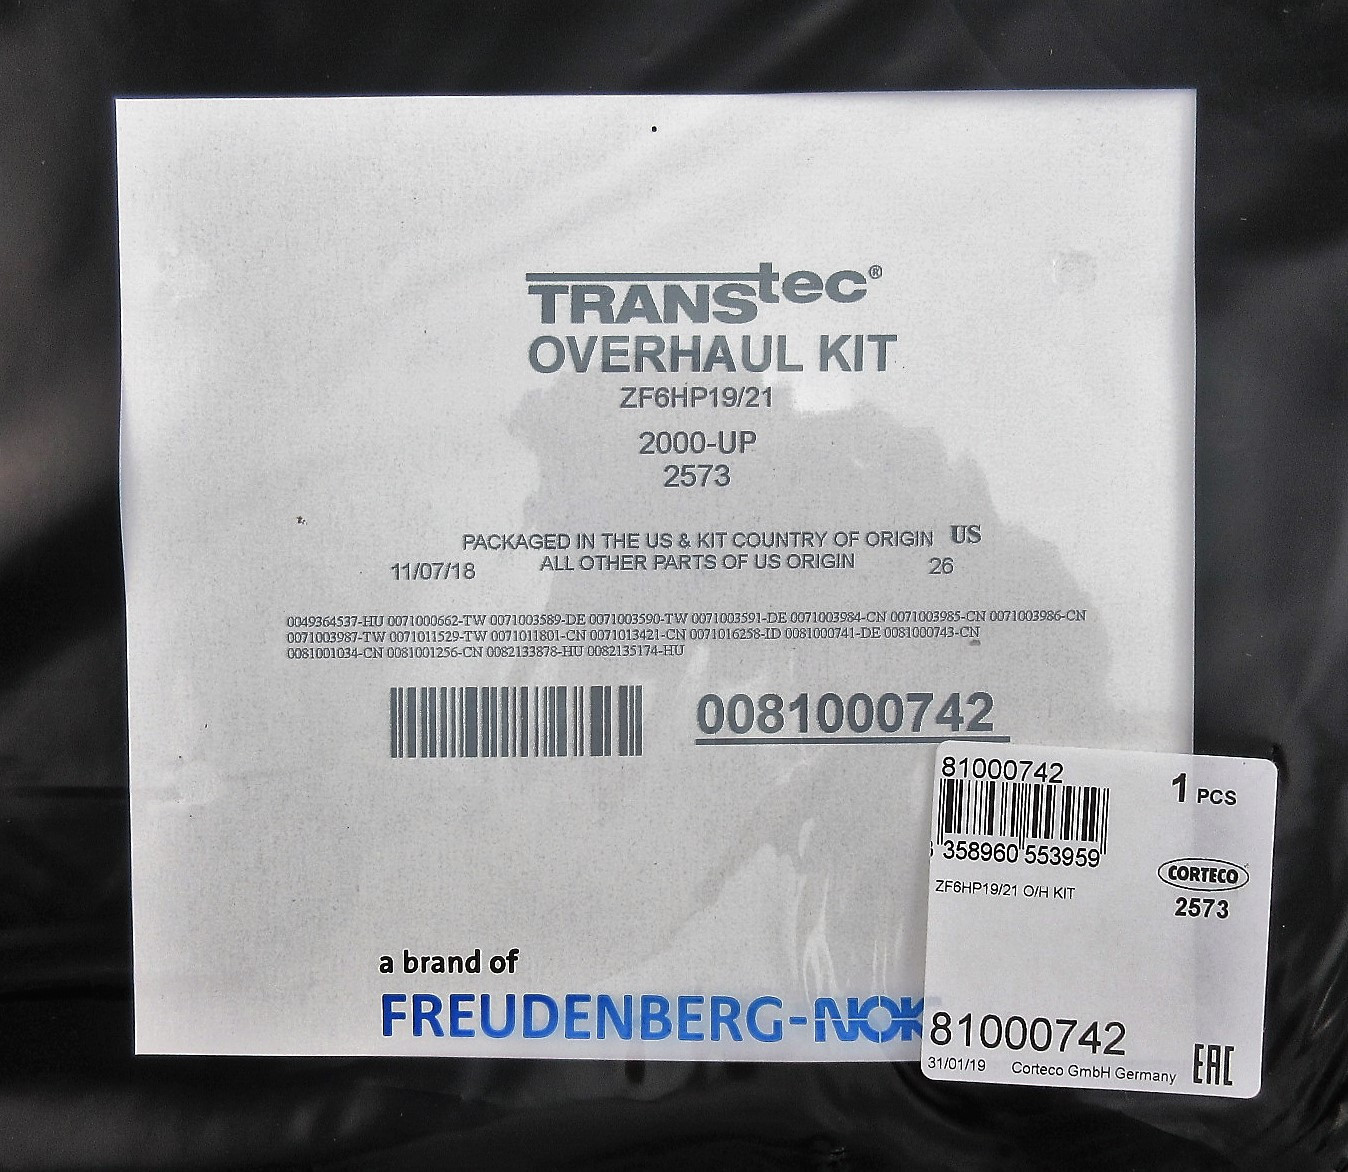 TRANStec®
OVERHAUL KIT
ZF6HP19/21
2000-UP
2573
PACKAGED IN THE US & KIT COUNTRY OF ORIGIN US
11/07/18 ALL OTHER PARTS OF US ORIGIN 26
0049364537-HU 0071000662-TW 0071003589-DE 0071003590-TW 0071003591-DE 0071003984-CN 0071003985-CN 0071003986-CN
0071003987-TW 0071011529-TW 0071011801-CN 0071013421-CN 0071016258-ID 0081000741-DE 0081000743-CN
0081001034-CN 0081001256-CN 0082133878-HU 0082135174-HU
0081000742
a brand of
FREUDENBERG-NOK
81000742
1 PCS
358960 553959
ZF6HP19/21 O/H KIT
CORTECO
2573
81000742
31/01/19 Corteco GmbH Germany
EAC